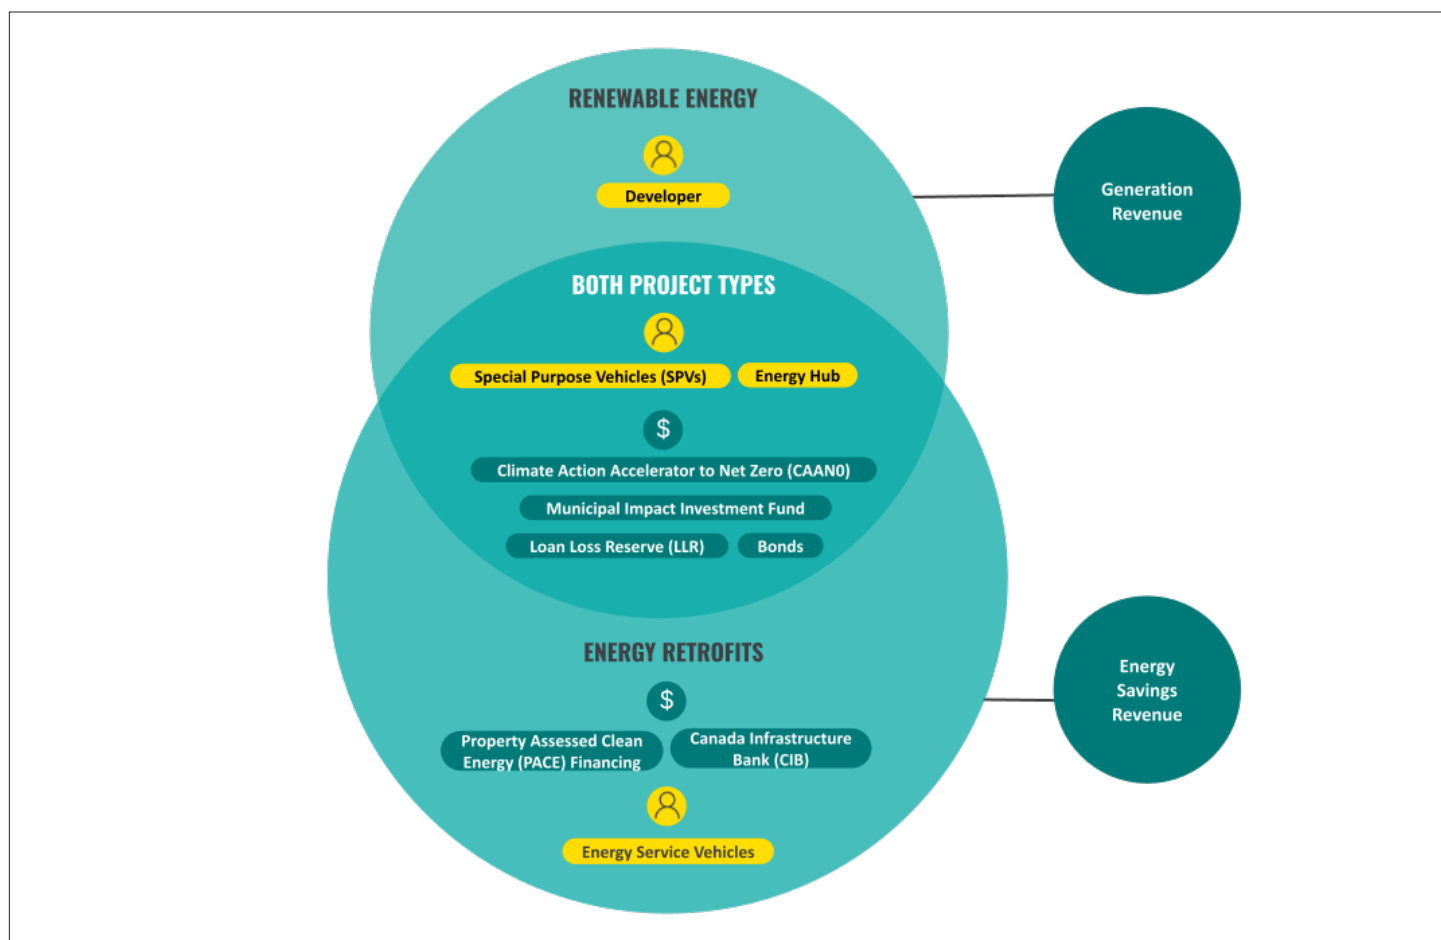 RENEWABLE ENERGY
Developer
Generation
Revenue
BOTH PROJECT TYPES
Special Purpose Vehicles (SPVs)
Energy Hub
$
Climate Action Accelerator to Net Zero (CAAN0)
Municipal Impact Investment Fund
Loan Loss Reserve (LLR)
Bonds
ENERGY RETROFITS
$
Property Assessed Clean
Energy (PACE) Financing
Canada Infrastructure
Bank (CIB)
Energy Service Vehicles
Energy
Savings
Revenue